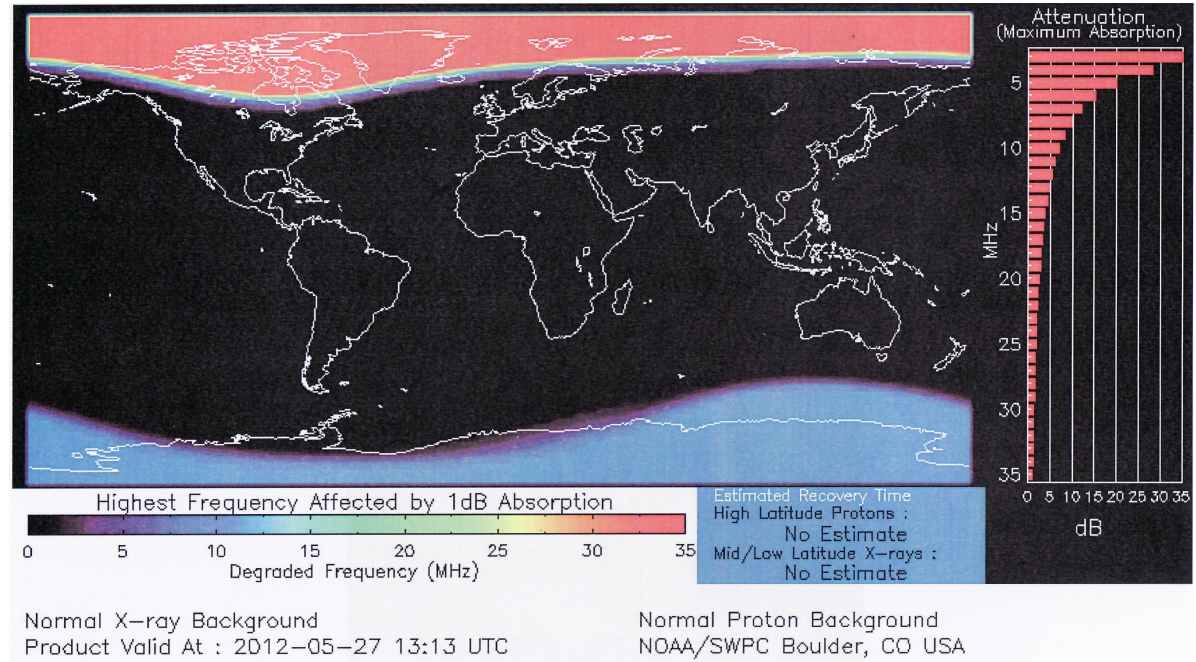 Attenuation
(Maximum Absorption)
5
10
15
20
25
30
35
MHz
0 5 10 15 20 25 30 35
dB
Highest Frequency Affected by 1dB Absorption
0 5 10 15 20 25 30 35
Degraded Frequency (MHz)
Estimated Recovery Time
High Latitude Protons :
No Estimate
Mid/Low Latitude X-rays :
No Estimate
Normal X-ray Background
Product Valid At : 2012-05-27 13:13 UTC
Normal Proton Background
NOAA/SWPC Boulder, CO USA